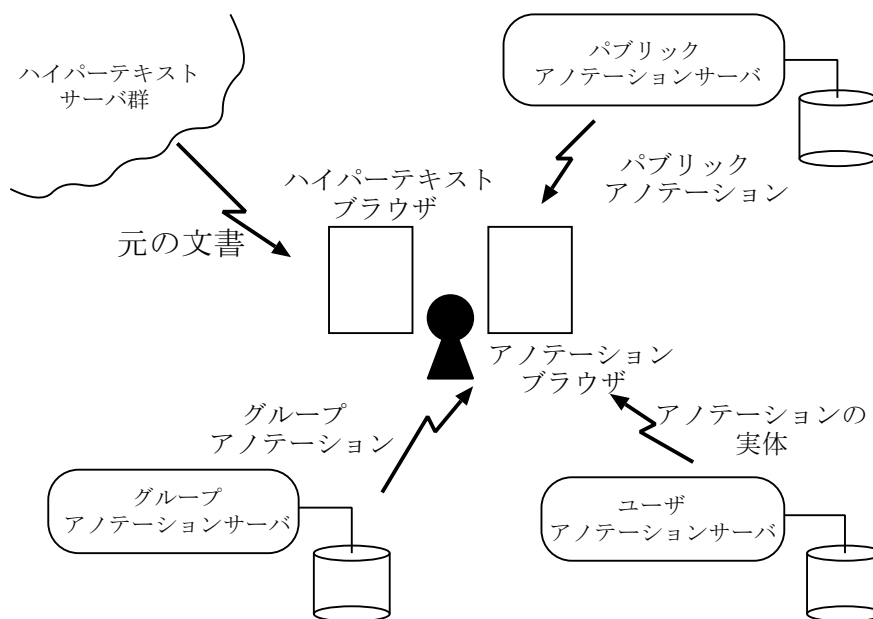 ハイパーテキスト
サーバ群
パブリック
アノテーションサーバ
パブリック
アノテーション
ハイパーテキスト
ブラウザ
元の文書
アノテーション
ブラウザ
グループ
アノテーション
アノテーションの
実体
グループ
アノテーションサーバ
ユーザ
アノテーションサーバ